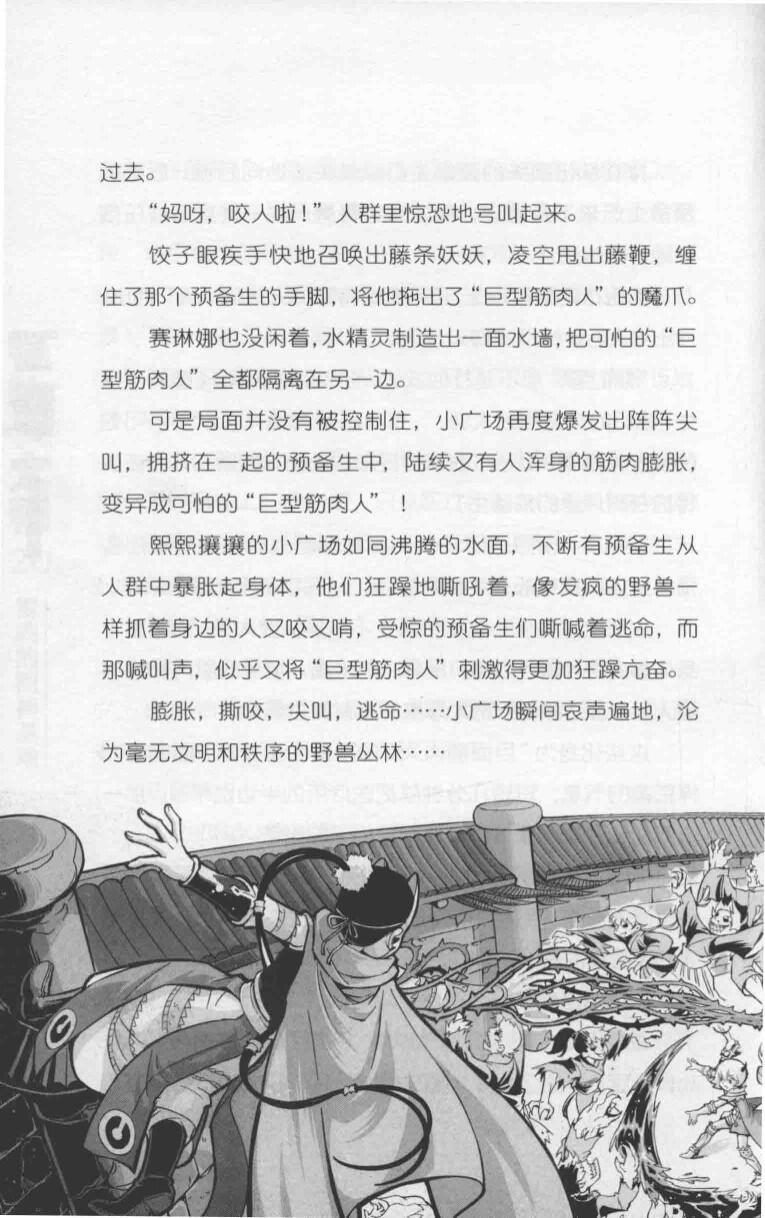 过去。
“妈呀，咬人啦！”人群里惊恐地号叫起来。
饺子眼疾手快地召唤出藤条妖妖，凌空甩出藤鞭，缠
住了那个预备生的手脚，将他拖出了“巨型筋肉人”的魔爪。
赛琳娜也没闲着，水精灵制造出一面水墙，把可怕的“巨
型筋肉人”全都隔离在另一边。
可是局面并没有被控制住，小广场再度爆发出阵阵尖
叫，拥挤在一起的预备生中，陆续又有人浑身的筋肉膨胀，
变异成可怕的“巨型筋肉人”！
熙熙攘攘的小广场如同沸腾的水面，不断有预备生从
人群中暴胀起身体，他们狂躁地嘶吼着，像发疯的野兽一
样抓着身边的人又咬又啃，受惊的预备生们嘶喊着逃命，而
那喊叫声，似乎又将“巨型筋肉人”刺激得更加狂躁亢奋。
膨胀，撕咬，尖叫，逃命……小广场瞬间哀声遍地，沦
为毫无文明和秩序的野兽丛林……